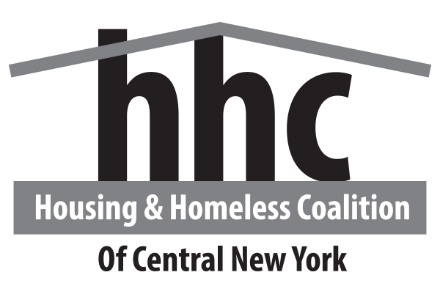 hhc
Housing & Homeless Coalition
Of Central New York